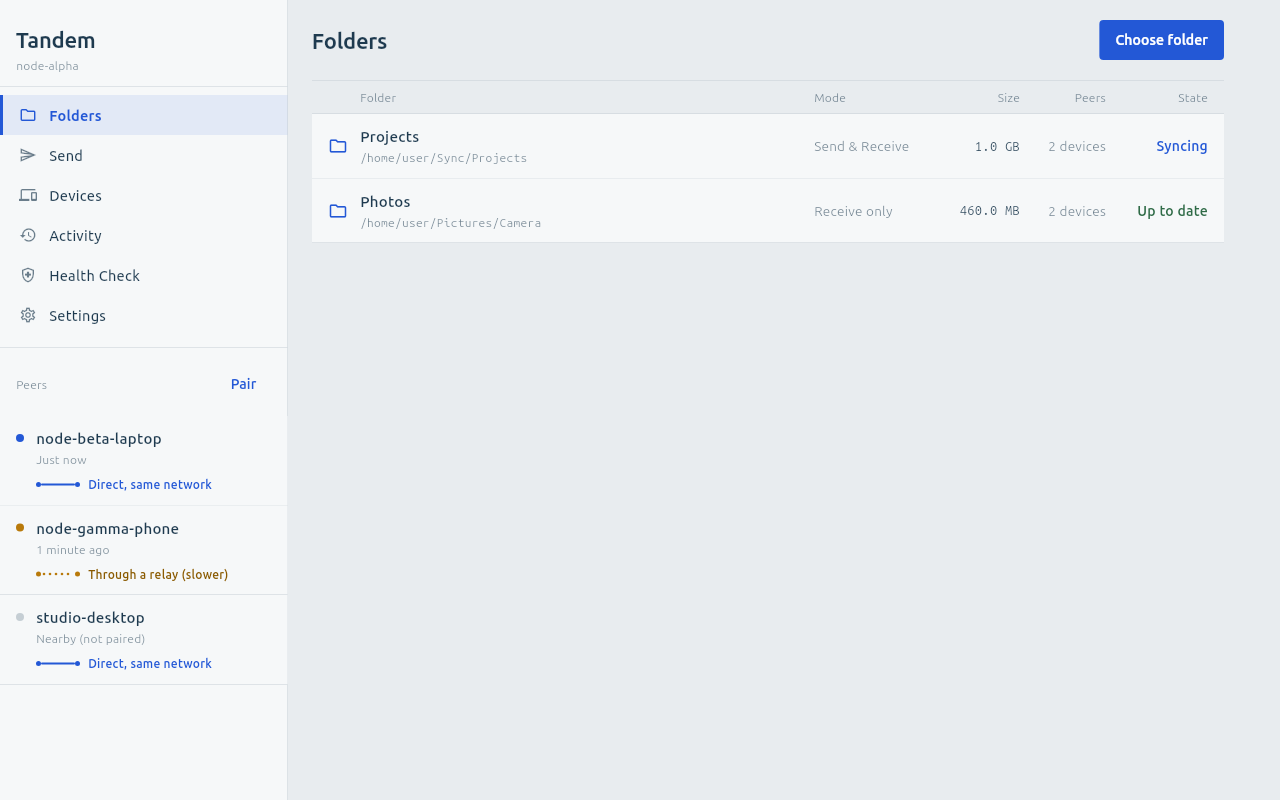 Tandem
node-alpha
Folders
Send
Devices
Activity
Health Check
Settings
Peers Pair
node-beta-laptop
Just now
Direct, same network
node-gamma-phone
1 minute ago
Through a relay (slower)
studio-desktop
Nearby (not paired)
Direct, same network
Folders Choose folder
Folder Mode Size Peers State
Projects
/home/user/Sync/Projects
Send & Receive 1.0 GB 2 devices Syncing
Photos
/home/user/Pictures/Camera
Receive only 460.0 MB 2 devices Up to date